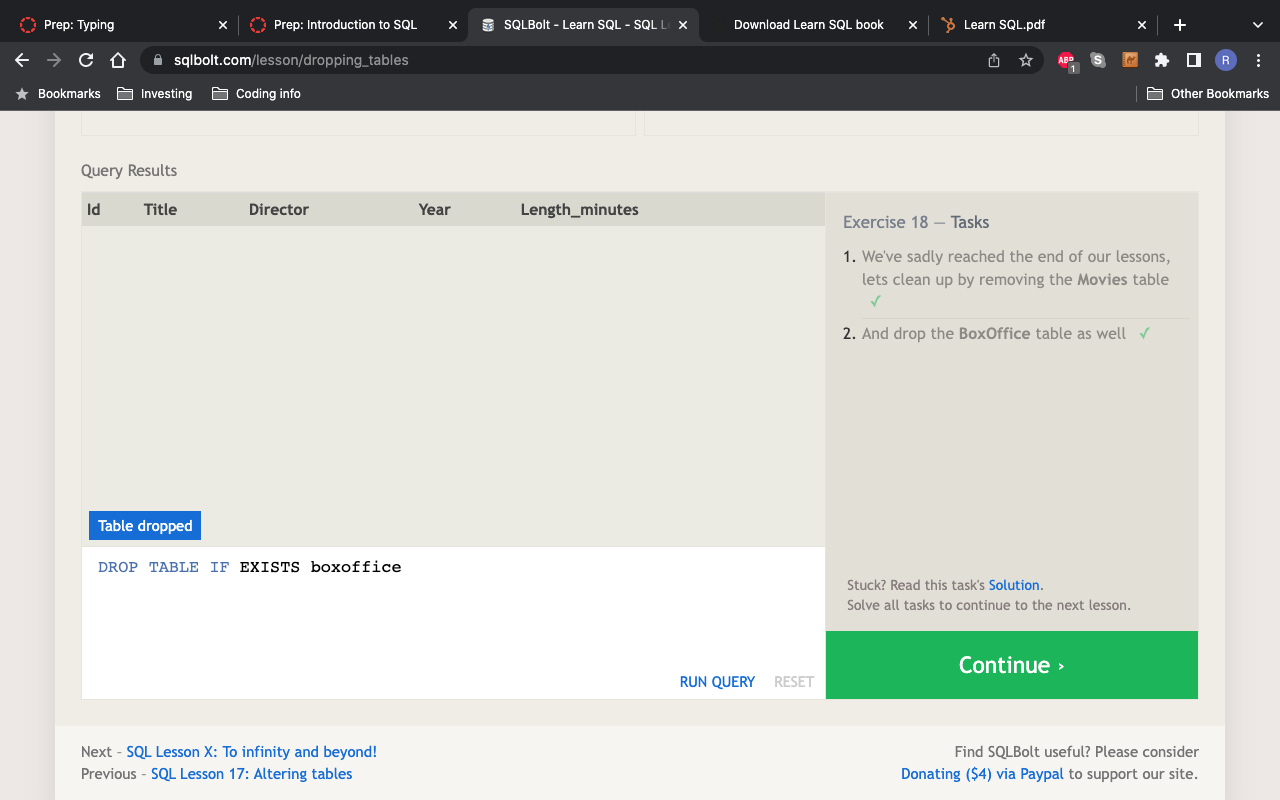 Prep: Typing
Prep: Introduction to SQL
SQLBolt - Learn SQL - SQL Le
Download Learn SQL book
Learn SQL.pdf
sqlbolt.com/lesson/dropping_tables
ABP
1
S
R
Bookmarks
Investing
Coding info
Other Bookmarks
Query Results
Id Title Director Year Length_minutes
Table dropped
DROP TABLE IF EXISTS boxoffice
RUN QUERY RESET
Exercise 18 — Tasks
1. We've sadly reached the end of our lessons,
lets clean up by removing the Movies table
✓
2. And drop the BoxOffice table as well ✓
Stuck? Read this task's Solution.
Solve all tasks to continue to the next lesson.
Continue ›
Next – SQL Lesson X: To infinity and beyond!
Previous – SQL Lesson 17: Altering tables
Find SQLBolt useful? Please consider
Donating ($4) via Paypal to support our site.